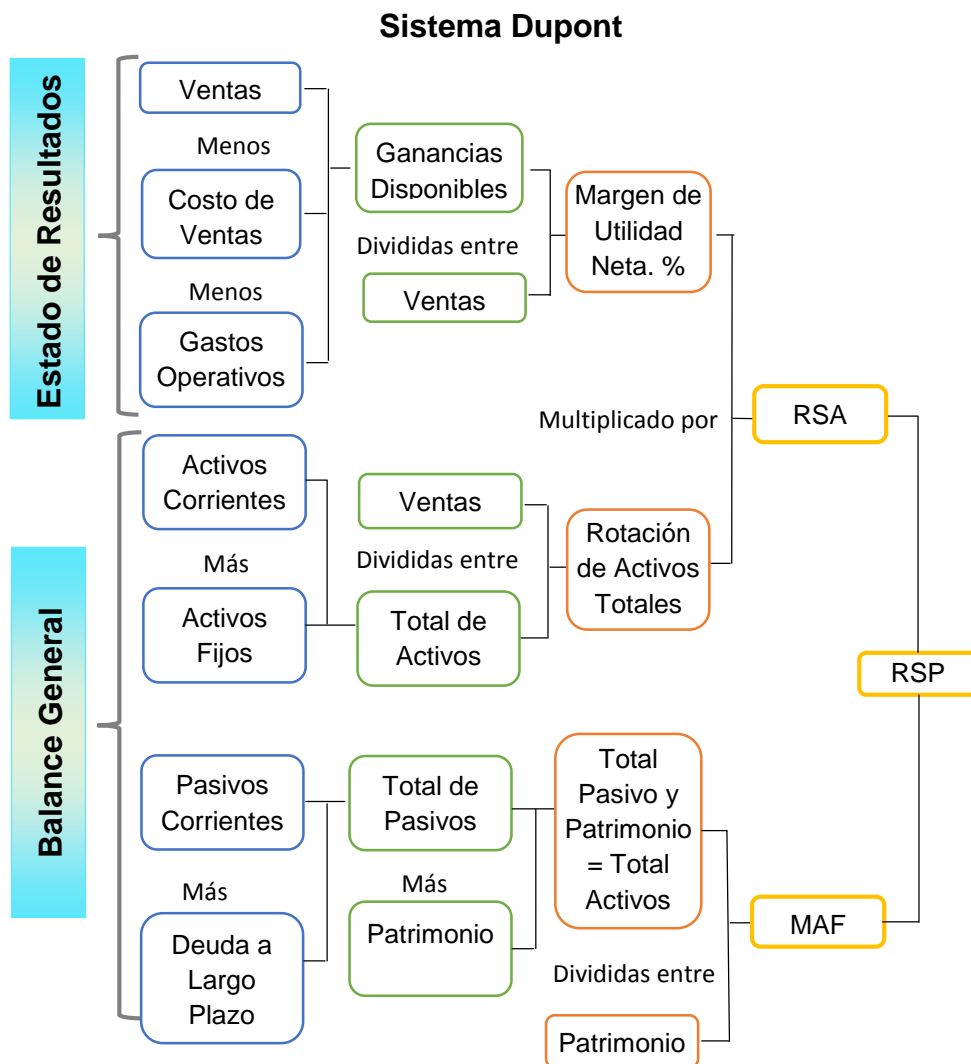 Sistema Dupont
Estado de Resultados
Ventas
Menos
Costo de
Ventas
Menos
Gastos
Operativos
Ganancias
Disponibles
Divididas entre
Ventas
Margen de
Utilidad
Neta. %
Multiplicado por
RSA
Balance General
Activos
Corrientes
Más
Activos
Fijos
Ventas
Divididas entre
Total de
Activos
Rotación
de Activos
Totales
RSP
Pasivos
Corrientes
Más
Deuda a
Largo
Plazo
Total de
Pasivos
Más
Patrimonio
Total
Pasivo y
Patrimonio
= Total
Activos
Divididas entre
Patrimonio
MAF